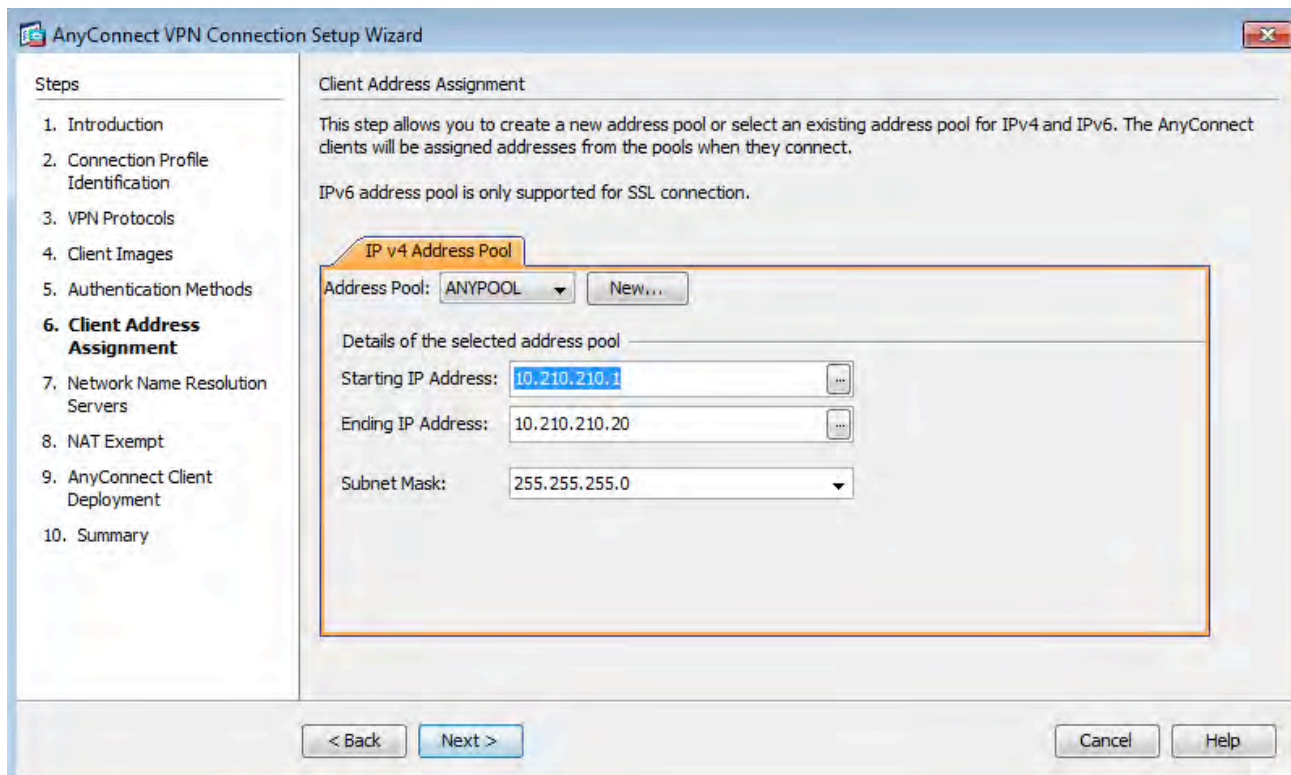 AnyConnect VPN Connection Setup Wizard
Steps
1. Introduction
2. Connection Profile
Identification
3. VPN Protocols
4. Client Images
5. Authentication Methods
6. Client Address
Assignment
7. Network Name Resolution
Servers
8. NAT Exempt
9. AnyConnect Client
Deployment
10. Summary
Client Address Assignment
This step allows you to create a new address pool or select an existing address pool for IPv4 and IPv6. The AnyConnect
clients will be assigned addresses from the pools when they connect.
IPv6 address pool is only supported for SSL connection.
IP v4 Address Pool
Address Pool: ANYPOOL New...
Details of the selected address pool
Starting IP Address: 10.210.210.1 ...
Ending IP Address: 10.210.210.20 ...
Subnet Mask: 255.255.255.0
< Back Next > Cancel Help